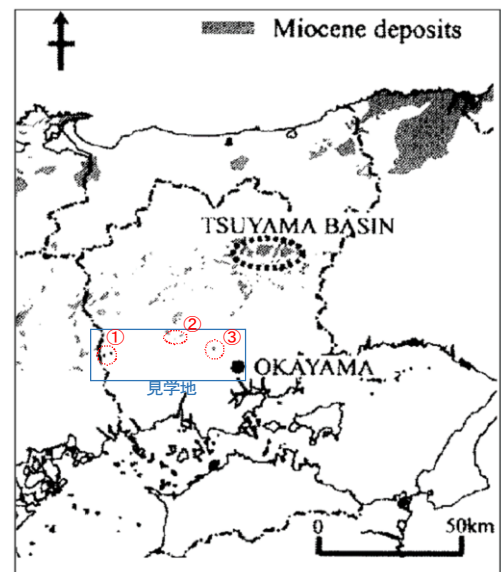 Miocene deposits
TSUYAMA BASIN
②
①
③
OKAYAMA
見学地
0 50km